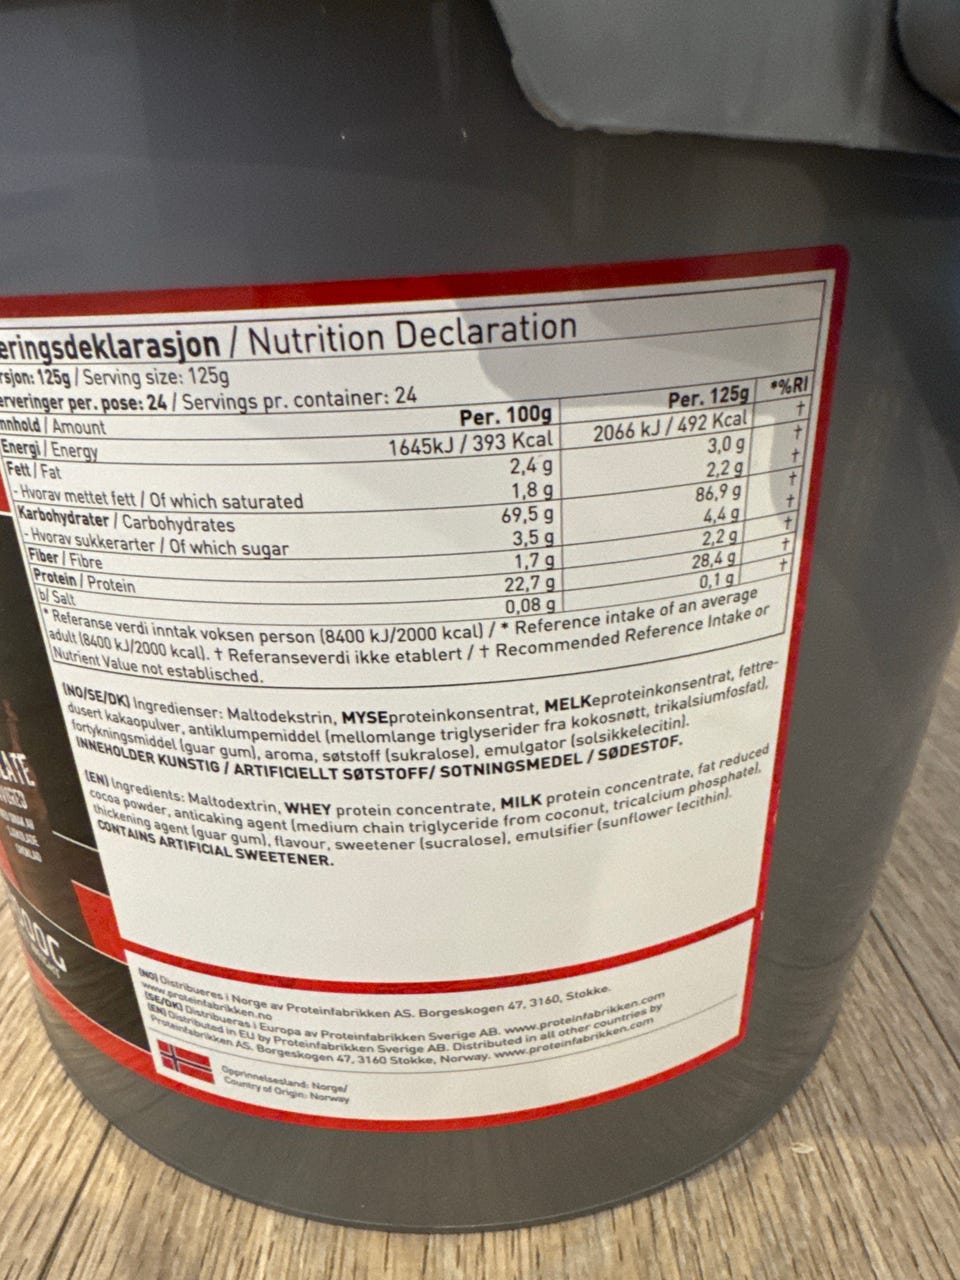 eringsdeklarasjon / Nutrition Declaration
rsjon: 125g / Serving size: 125g
erveringer per. pose: 24 / Servings pr. container: 24
nnhold / Amount Per. 100g Per. 125g *%RI
Energi / Energy 1645kJ / 393 Kcal 2066 kJ / 492 Kcal †
Fett / Fat 2,4 g 3,0 g †
- Hvorav mettet fett / Of which saturated 1,8 g 2,2 g †
Karbohydrater / Carbohydrates 69,5 g 86,9 g †
- Hvorav sukkerarter / Of which sugar 3,5 g 4,4 g †
Fiber / Fibre 1,7 g 2,2 g †
Protein / Protein 22,7 g 28,4 g †
b/ Salt 0,08 g 0,1 g †
* Referanse verdi inntak voksen person (8400 kJ/2000 kcal) / * Reference intake of an average
adult (8400 kJ/2000 kcal). † Referanseverdi ikke etablert / † Recommended Reference Intake or
Nutrient Value not establisched.
(NO/SE/DK) Ingredienser: Maltodekstrin, MYSEproteinkonsentrat, MELKeproteinkonsentrat, fettre-
dusert kakaopulver, antiklumpemiddel (mellomlange triglyserider fra kokosnøtt, trikalsiumfosfat),
fortykningsmiddel (guar gum), aroma, søtstoff (sukralose), emulgator (solsikkelecitin).
INNEHOLDER KUNSTIG / ARTIFICIELLT SØTSTOFF/ SOTNINGSMEDEL / SØDESTOF.
(EN) Ingredients: Maltodextrin, WHEY protein concentrate, MILK protein concentrate, fat reduced
cocoa powder, anticaking agent (medium chain triglyceride from coconut, tricalcium phosphate),
thickening agent (guar gum), flavour, sweetener (sucralose), emulsifier (sunflower lecithin).
CONTAINS ARTIFICIAL SWEETENER.
LATE
(NO) Distribueres i Norge av Proteinfabrikken AS. Borgeskogen 47, 3160, Stokke.
www.proteinfabrikken.no
(SE/DK) Distribueras i Europa av Proteinfabrikken Sverige AB. www.proteinfabrikken.com
(EN) Distributed in EU by Proteinfabrikken Sverige AB. Distributed in all other countries by
Proteinfabrikken AS. Borgeskogen 47, 3160 Stokke, Norway. www.proteinfabrikken.com
Opprinnelsesland: Norge/
Country of Origin: Norway